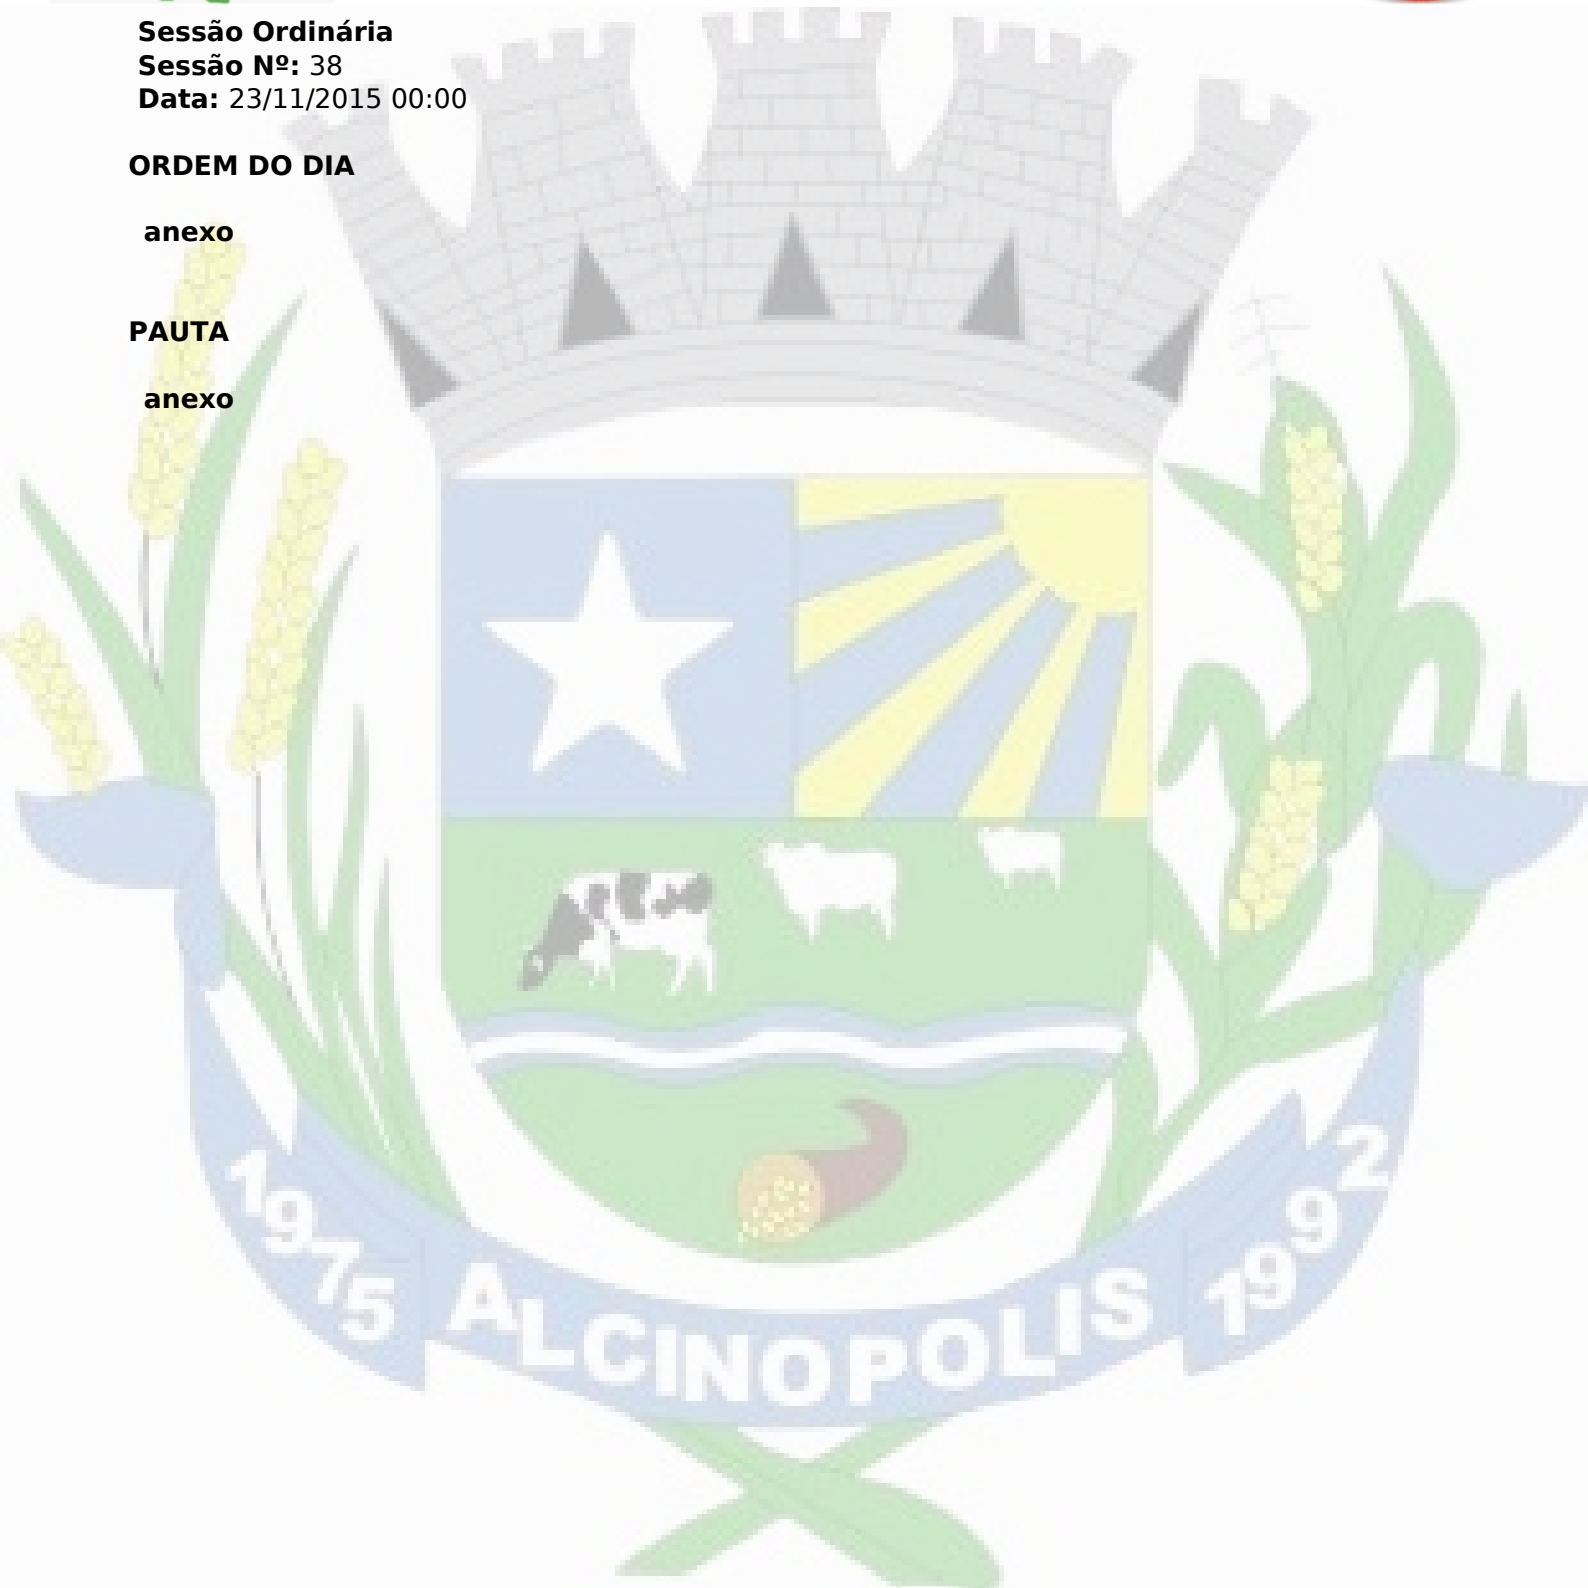 Sessão Ordinária
Sessão Nº: 38
Data: 23/11/2015 00:00
ORDEM DO DIA
anexo
PAUTA
anexo
1975 ALCINOPOLIS 1992